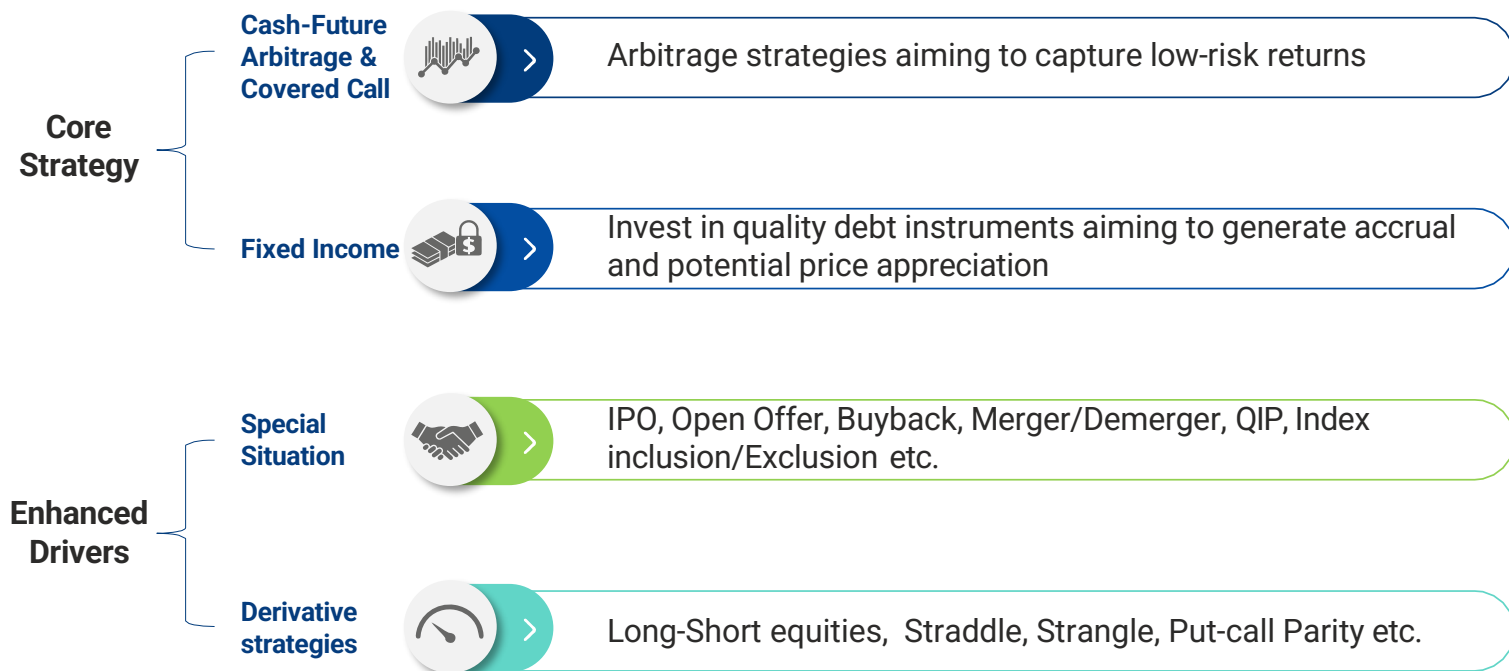 Core
Strategy
Cash-Future
Arbitrage &
Covered Call
Arbitrage strategies aiming to capture low-risk returns
Fixed Income
$
Invest in quality debt instruments aiming to generate accrual
and potential price appreciation
Enhanced
Drivers
Special
Situation
IPO, Open Offer, Buyback, Merger/Demerger, QIP, Index
inclusion/Exclusion etc.
Derivative
strategies
Long-Short equities, Straddle, Strangle, Put-call Parity etc.